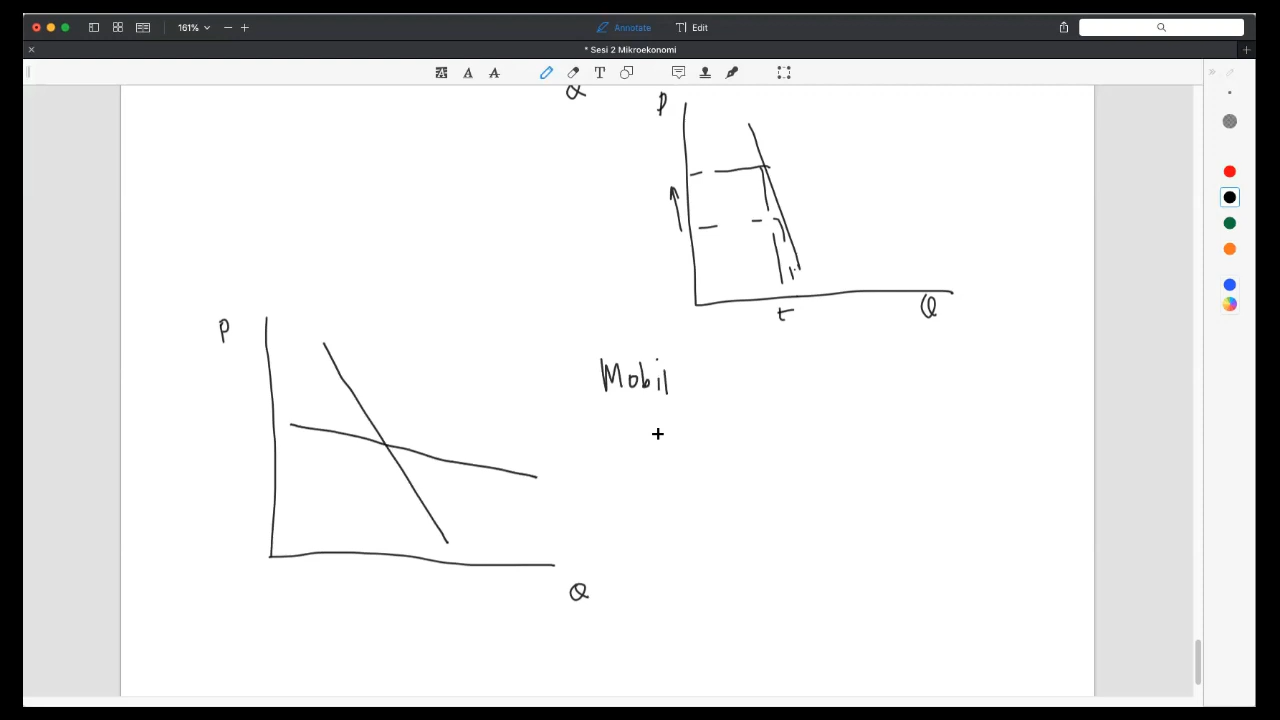 161%
Annotate
Edit
* Sesi 2 Mikroekonomi
Q
P
Q
Mobil
P
Q